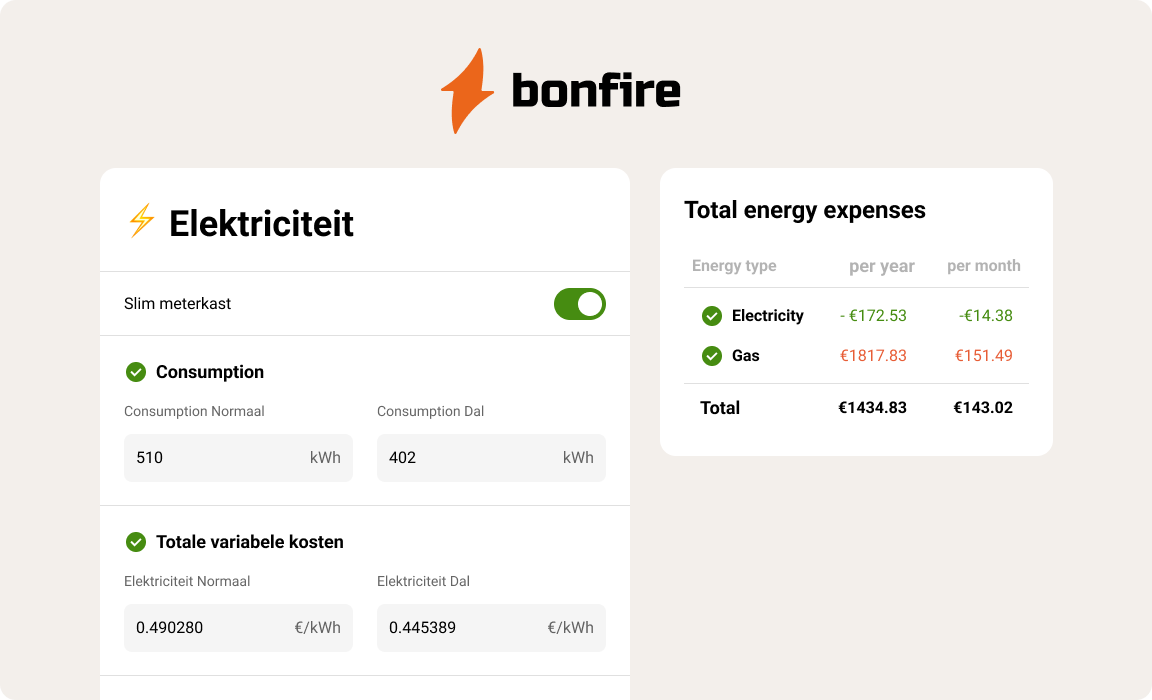 bonfire
Elektriciteit
Slim meterkast
Consumption
Consumption Normaal Consumption Dal
510 kWh 402 kWh
Totale variabele kosten
Elektriciteit Normaal Elektriciteit Dal
0.490280 €/kWh 0.445389 €/kWh
Total energy expenses
Energy type per year per month
Electricity - €172.53 -€14.38
Gas €1817.83 €151.49
Total €1434.83 €143.02